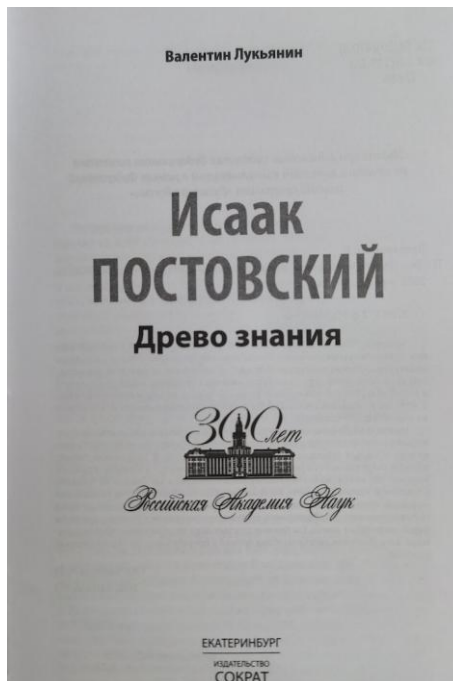 Валентин Лукьянин
Исаак
ПОСТОВСКИЙ
Древо знания
300 лет
Российская Академия Наук
ЕКАТЕРИНБУРГ
ИЗДАТЕЛЬСТВО
СОКРАТ